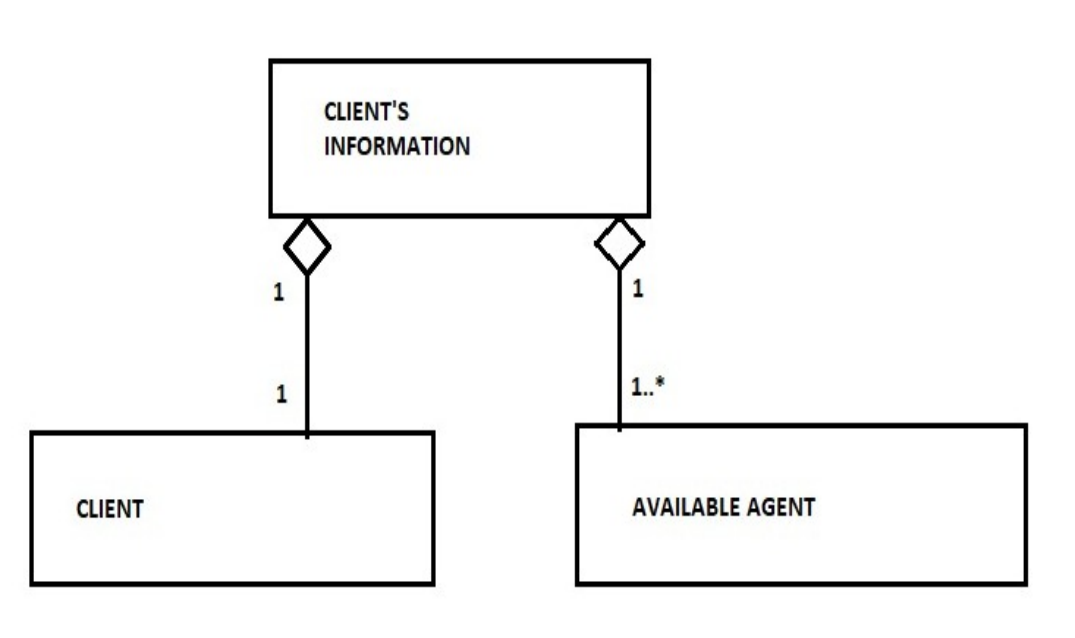 CLIENT'S
INFORMATION
1
1
1
1..*
CLIENT
AVAILABLE AGENT